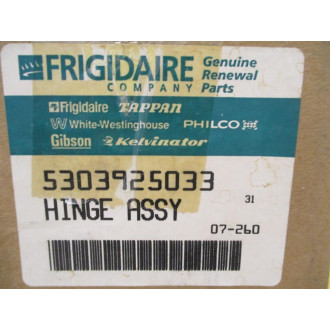 FRIGIDAIRE
COMPANY
Genuine
Renewal
Parts
Frigidaire TAPPAN
White-Westinghouse PHILCO
Gibson Kelvinator
5303925033
HINGE ASSY
31
07-260